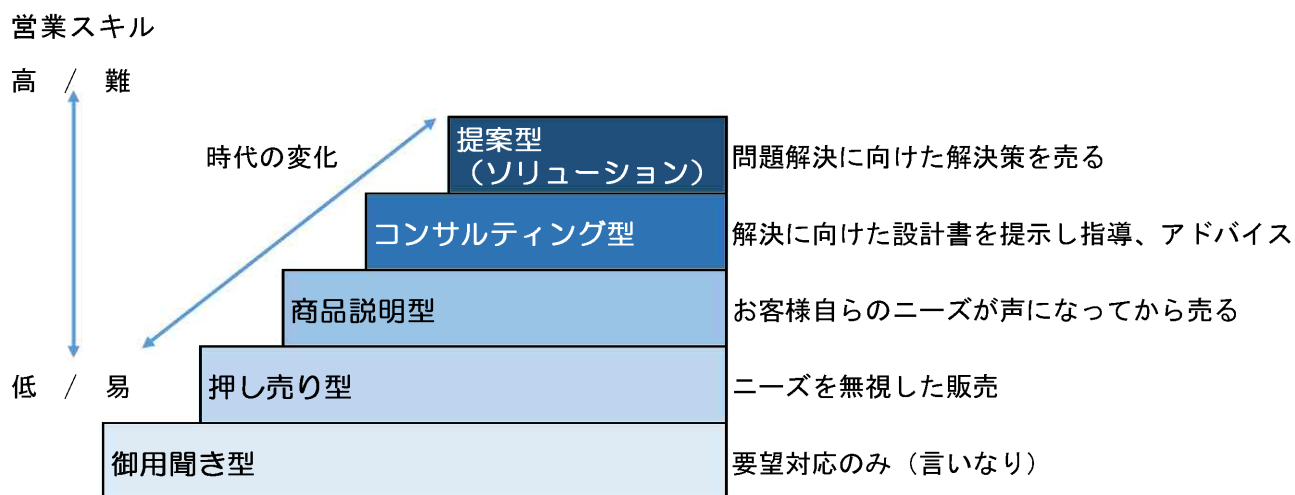 営業スキル
高 / 難
時代の変化
提案型
（ソリューション）
問題解決に向けた解決策を売る
コンサルティング型
解決に向けた設計書を提示し指導、アドバイス
商品説明型
お客様自らのニーズが声になってから売る
低 / 易
押し売り型
ニーズを無視した販売
御用聞き型
要望対応のみ（言いなり）